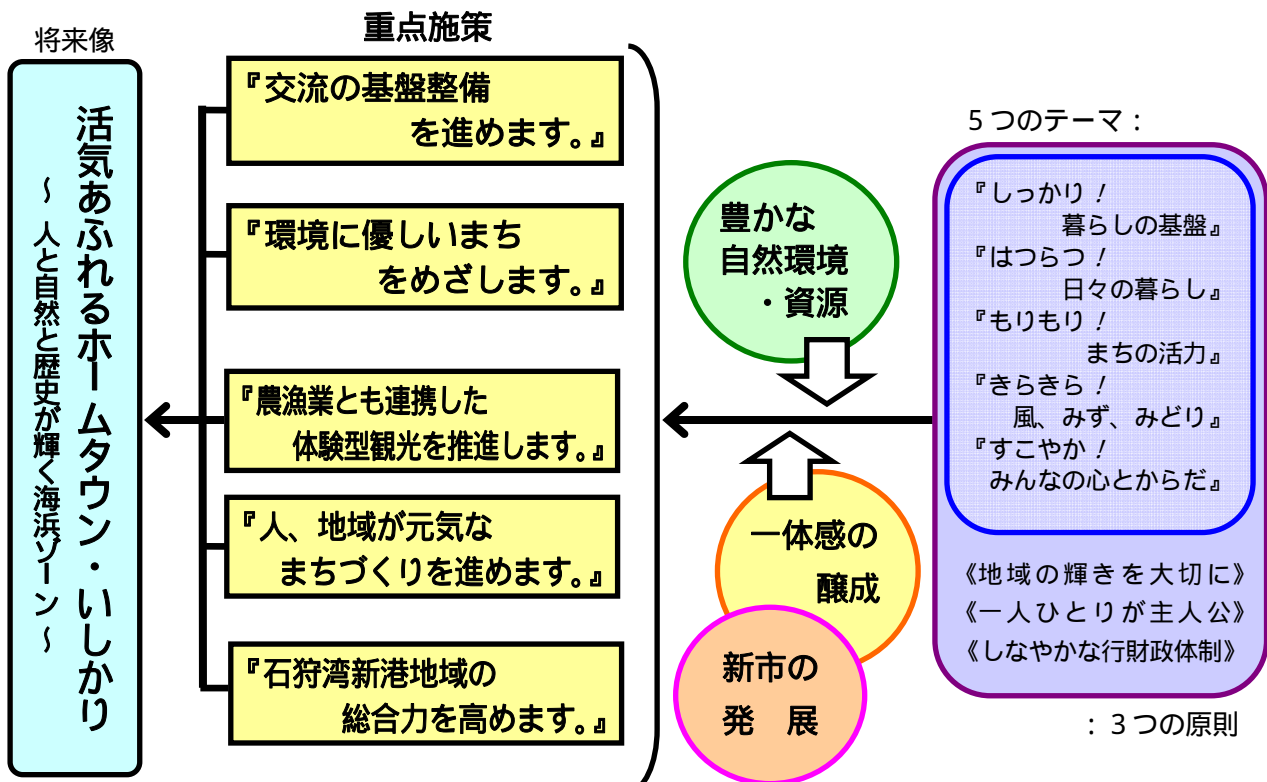 将来像
活気あふれるホームタウン・いしかり
~ 人と自然と歴史が輝く海浜ゾーン ~
重点施策
『交流の基盤整備
を進めます。』
『環境に優しいまち
をめざします。』
『農漁業とも連携した
体験型観光を推進します。』
『人、地域が元気な
まちづくりを進めます。』
『石狩湾新港地域の
総合力を高めます。』
豊かな
自然環境
・資源
一体感の
醸成
新市の
発 展
5つのテーマ:
『しっかり!
暮らしの基盤』
『はつらつ!
日々の暮らし』
『もりもり!
まちの活力』
『きらきら!
風、みず、みどり』
『すこやか!
みんなの心とからだ』
《地域の輝きを大切に》
《一人ひとりが主人公》
《しなやかな行財政体制》
:3つの原則